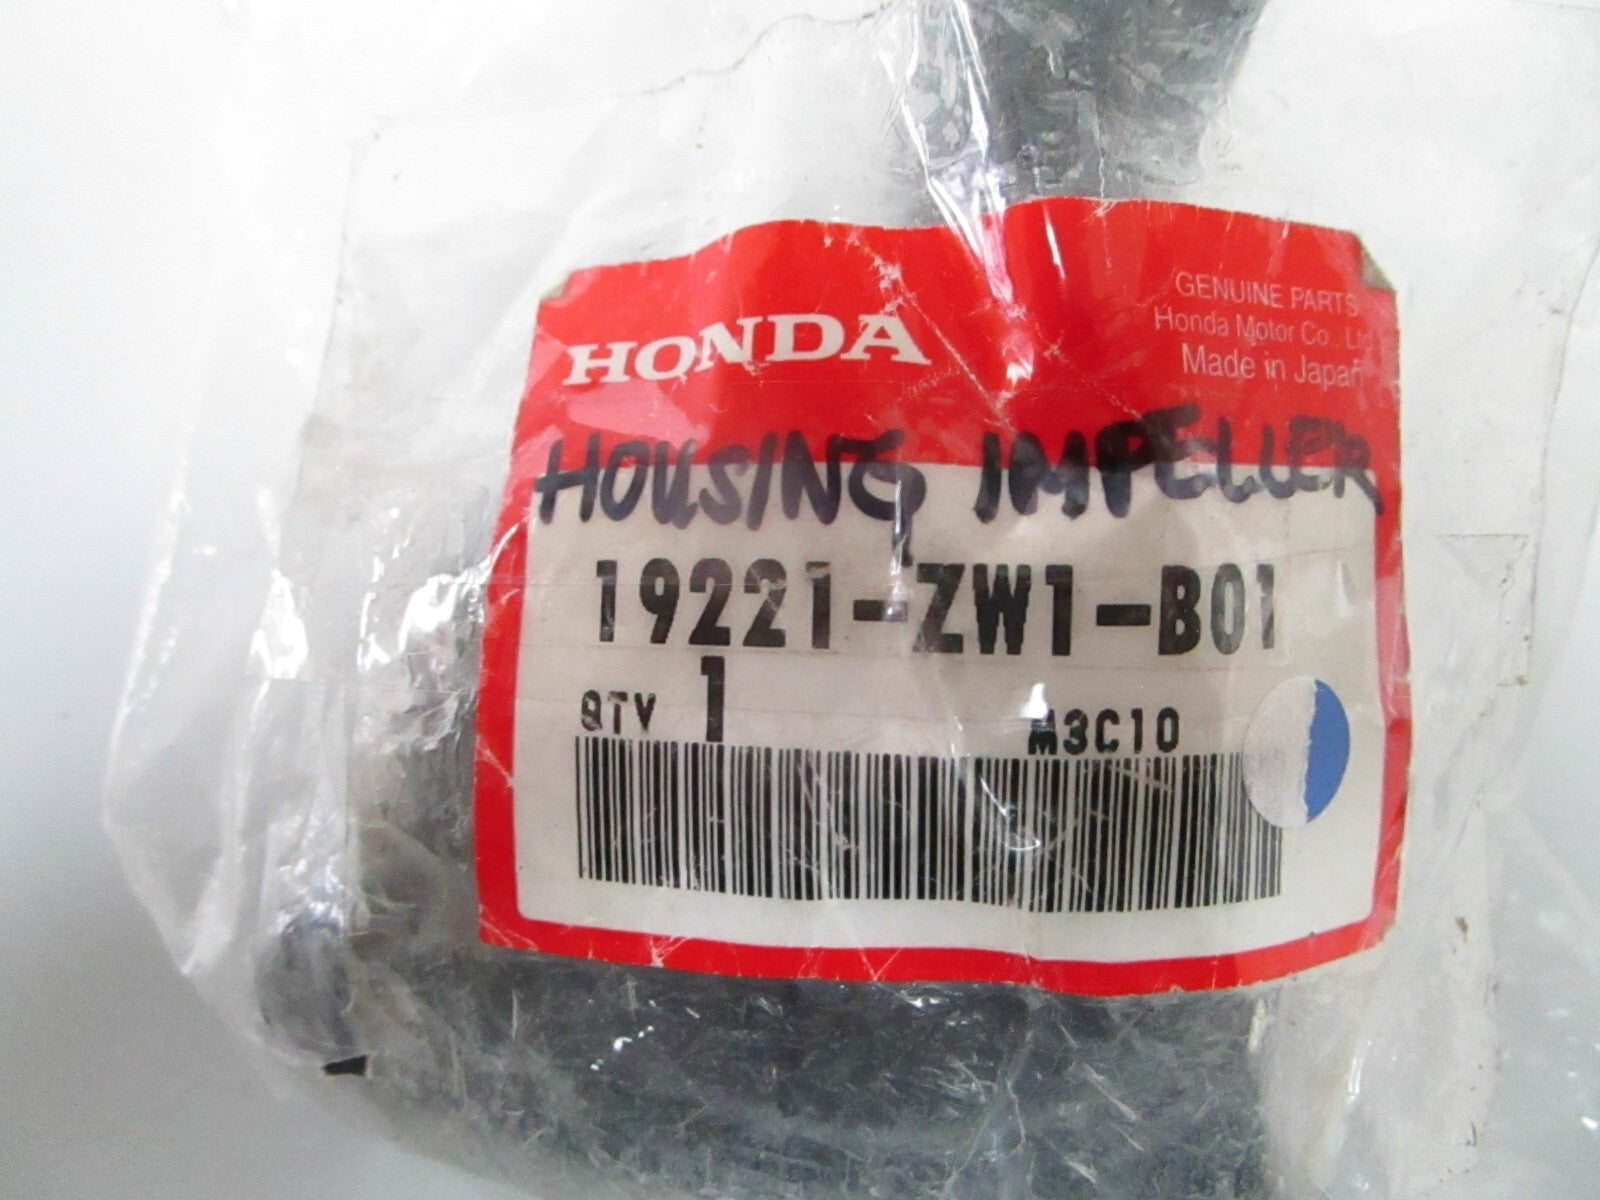 HONDA
GENUINE PARTS
Honda Motor Co., Ltd
Made in Japan
HOUSING IMPELLER
19221-ZW1-B01
QTY 1
M3C10